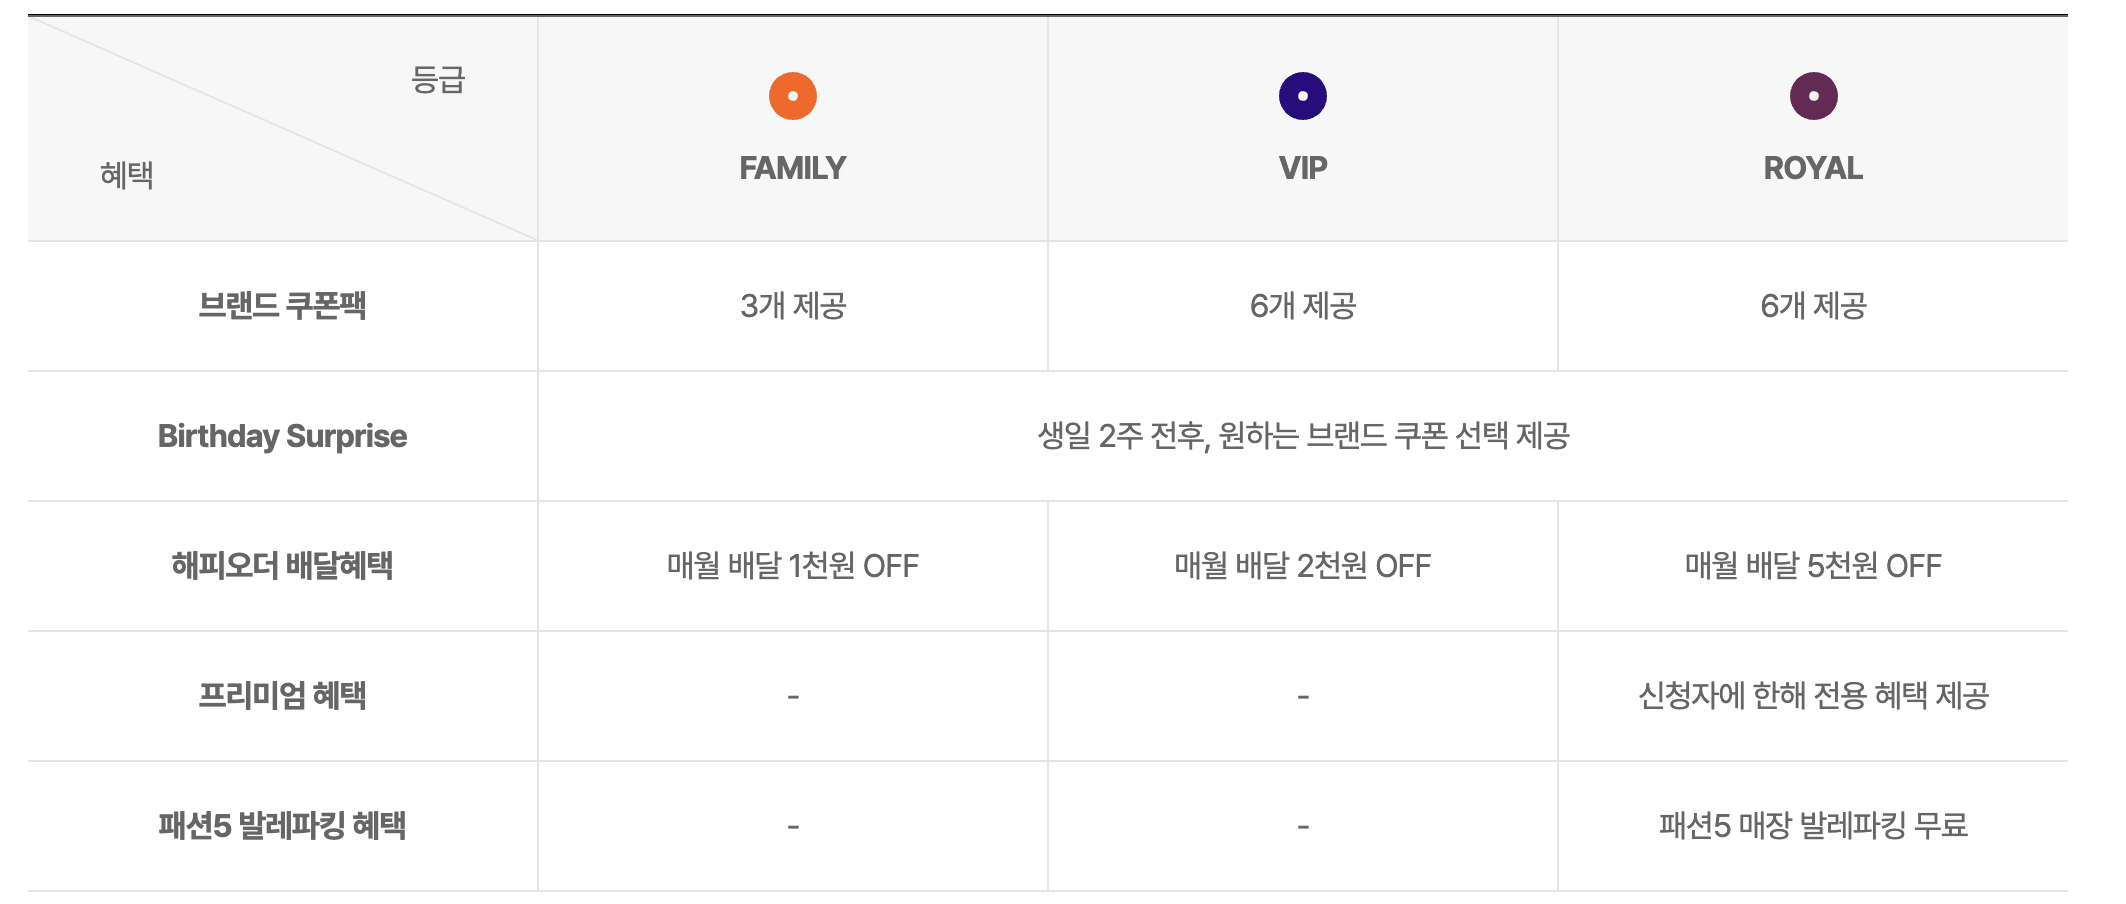 등급
혜택
FAMILY
VIP
ROYAL
브랜드 쿠폰팩
3개 제공
6개 제공
6개 제공
Birthday Surprise
생일 2주 전후, 원하는 브랜드 쿠폰 선택 제공
해피오더 배달혜택
매월 배달 1천원 OFF
매월 배달 2천원 OFF
매월 배달 5천원 OFF
프리미엄 혜택
-
-
신청자에 한해 전용 혜택 제공
패션5 발레파킹 혜택
-
-
패션5 매장 발레파킹 무료